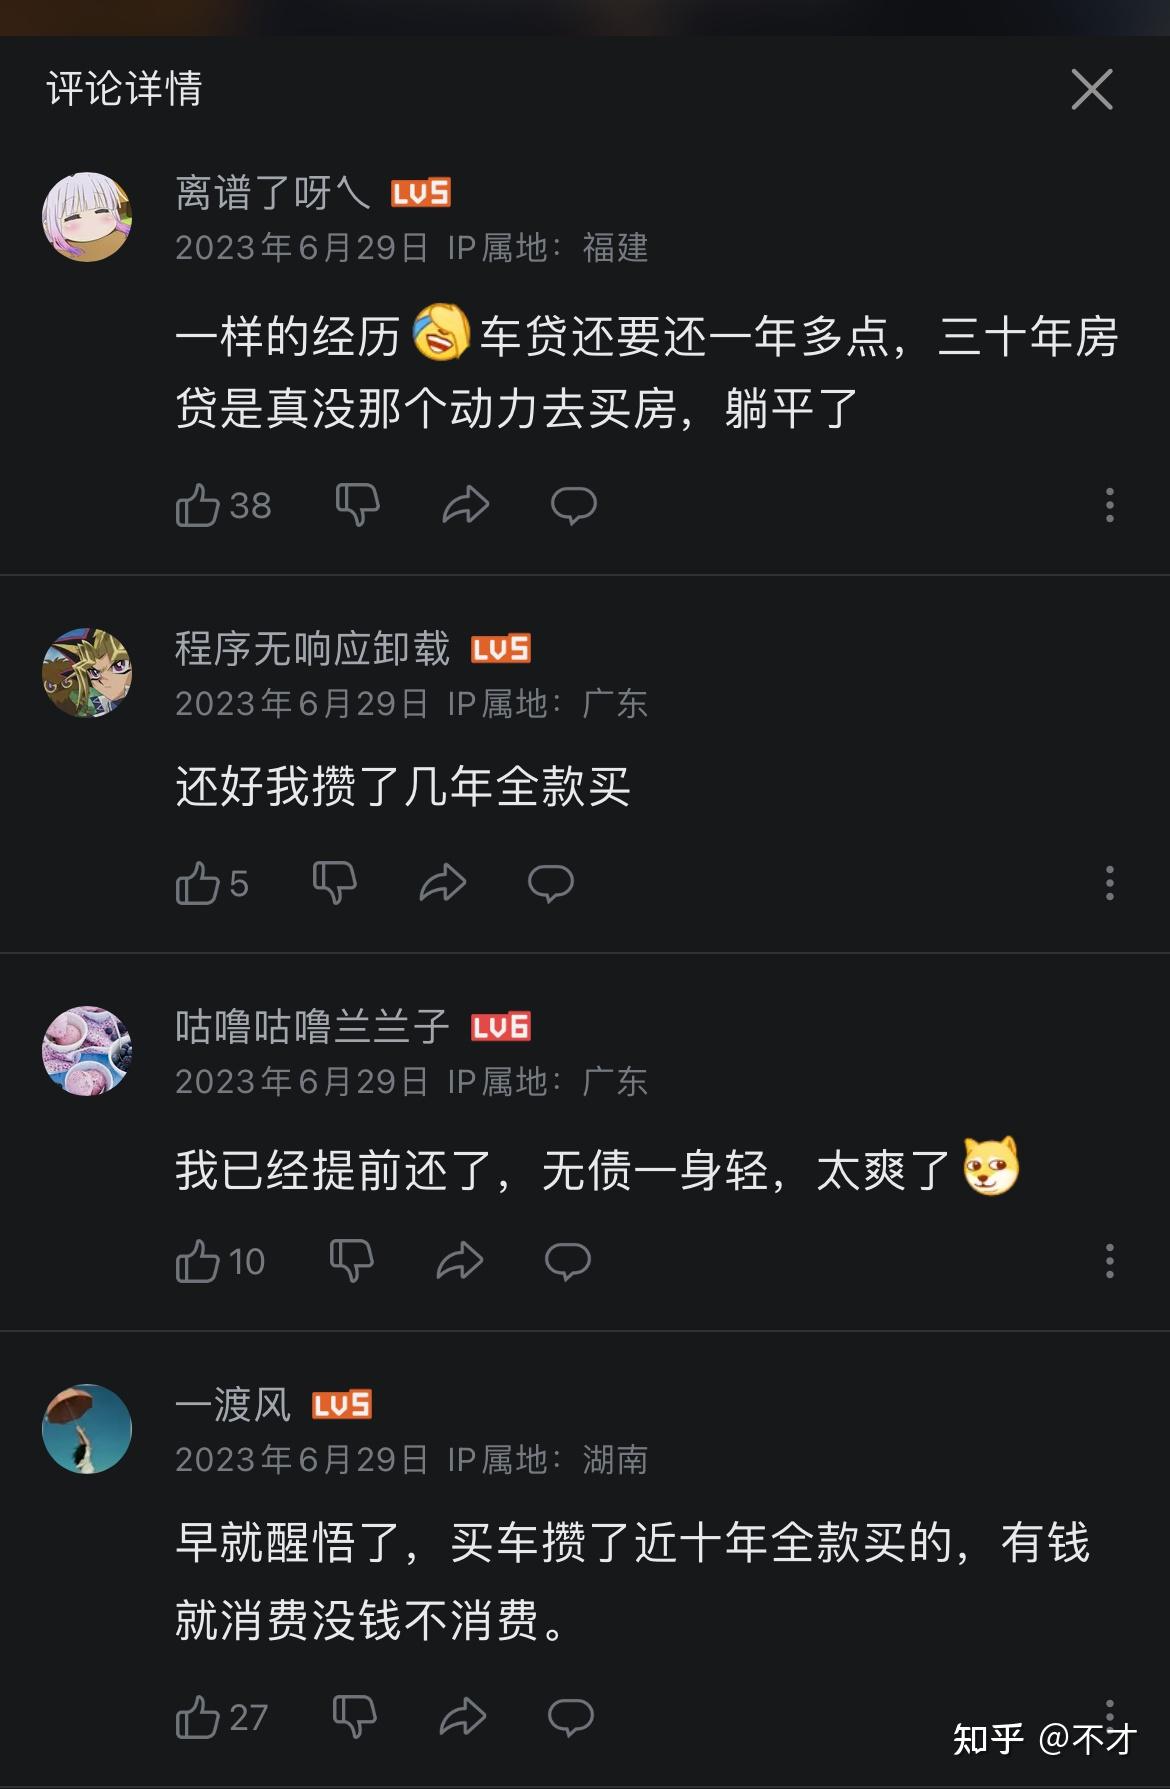 评论详情
离谱了呀乀 LV5
2023年6月29日 IP属地：福建
一样的经历车贷还要还一年多点，三十年房
贷是真没那个动力去买房，躺平了
38
程序无响应卸载 LV5
2023年6月29日 IP属地：广东
还好我攒了几年全款买
5
咕噜咕噜兰兰子 LV6
2023年6月29日 IP属地：广东
我已经提前还了，无债一身轻，太爽了
10
一渡风 LV5
2023年6月29日 IP属地：湖南
早就醒悟了，买车攒了近十年全款买的，有钱
就消费没钱不消费。
27
知乎 @不才